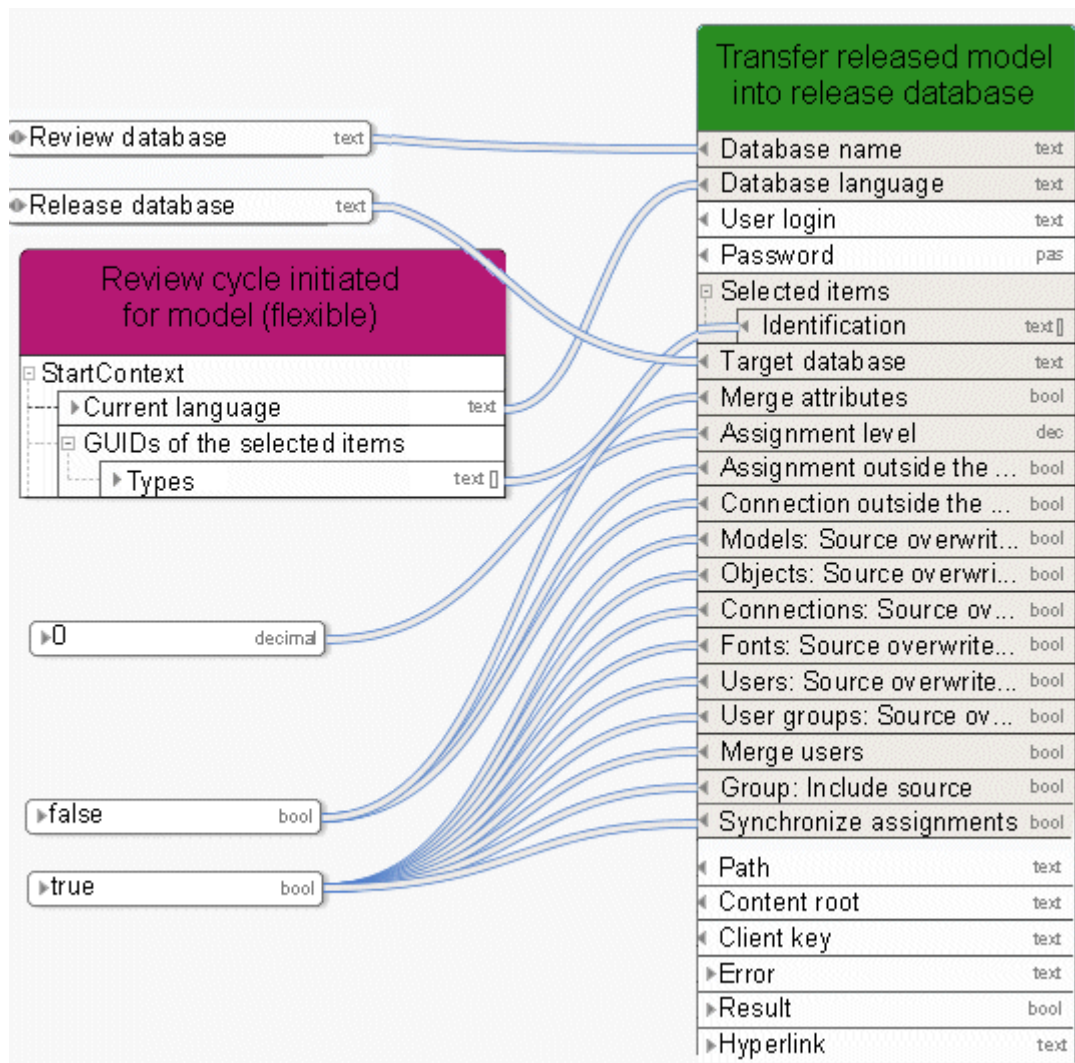 Transfer released model
into release database
Review database text
Release database text
Review cycle initiated
for model (flexible)
StartContext
Current language text
GUIDs of the selected items
Types text []
0 decimal
false bool
true bool
Database name text
Database language text
User login text
Password pas
Selected items
Identification text []
Target database text
Merge attributes bool
Assignment level dec
Assignment outside the ... bool
Connection outside the ... bool
Models: Source overwrit... bool
Objects: Source overwri... bool
Connections: Source ov... bool
Fonts: Source overwrite... bool
Users: Source overwrite... bool
User groups: Source ov... bool
Merge users bool
Group: Include source bool
Synchronize assignments bool
Path text
Content root text
Client key text
Error text
Result bool
Hyperlink text